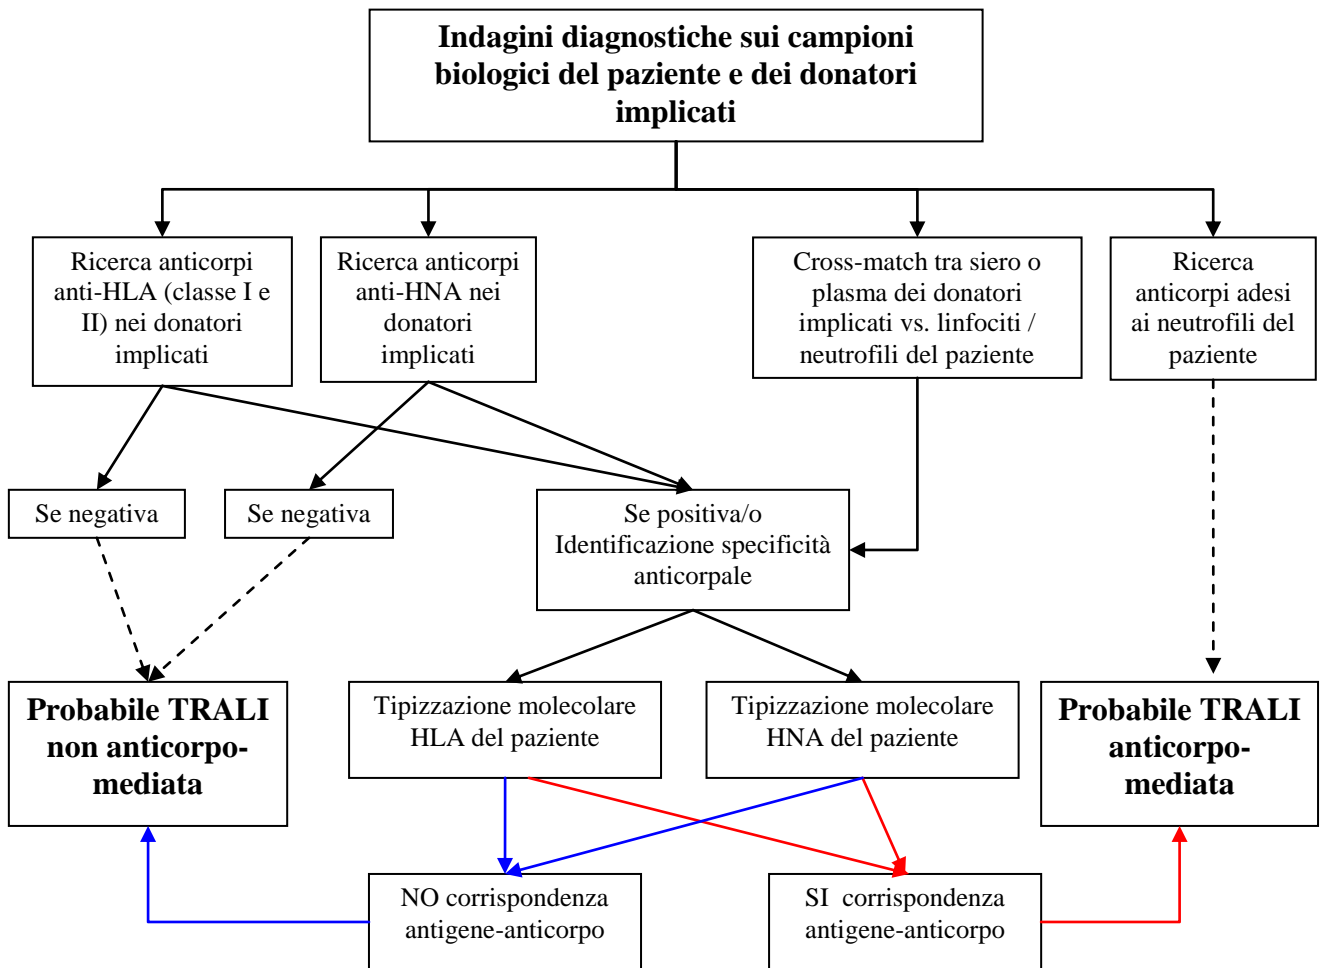 Indagini diagnostiche sui campioni
biologici del paziente e dei donatori
implicati
Ricerca anticorpi
anti-HLA (classe I e
II) nei donatori
implicati
Ricerca anticorpi
anti-HNA nei
donatori
implicati
Cross-match tra siero o
plasma dei donatori
implicati vs. linfociti /
neutrofili del paziente
Ricerca
anticorpi adesi
ai neutrofili del
paziente
Se negativa
Se negativa
Se positiva/o
Identificazione specificità
anticorpale
Probabile TRALI
non anticorpo-
mediata
Tipizzazione molecolare
HLA del paziente
Tipizzazione molecolare
HNA del paziente
Probabile TRALI
anticorpo-
mediata
NO corrispondenza
antigene-anticorpo
SI corrispondenza
antigene-anticorpo